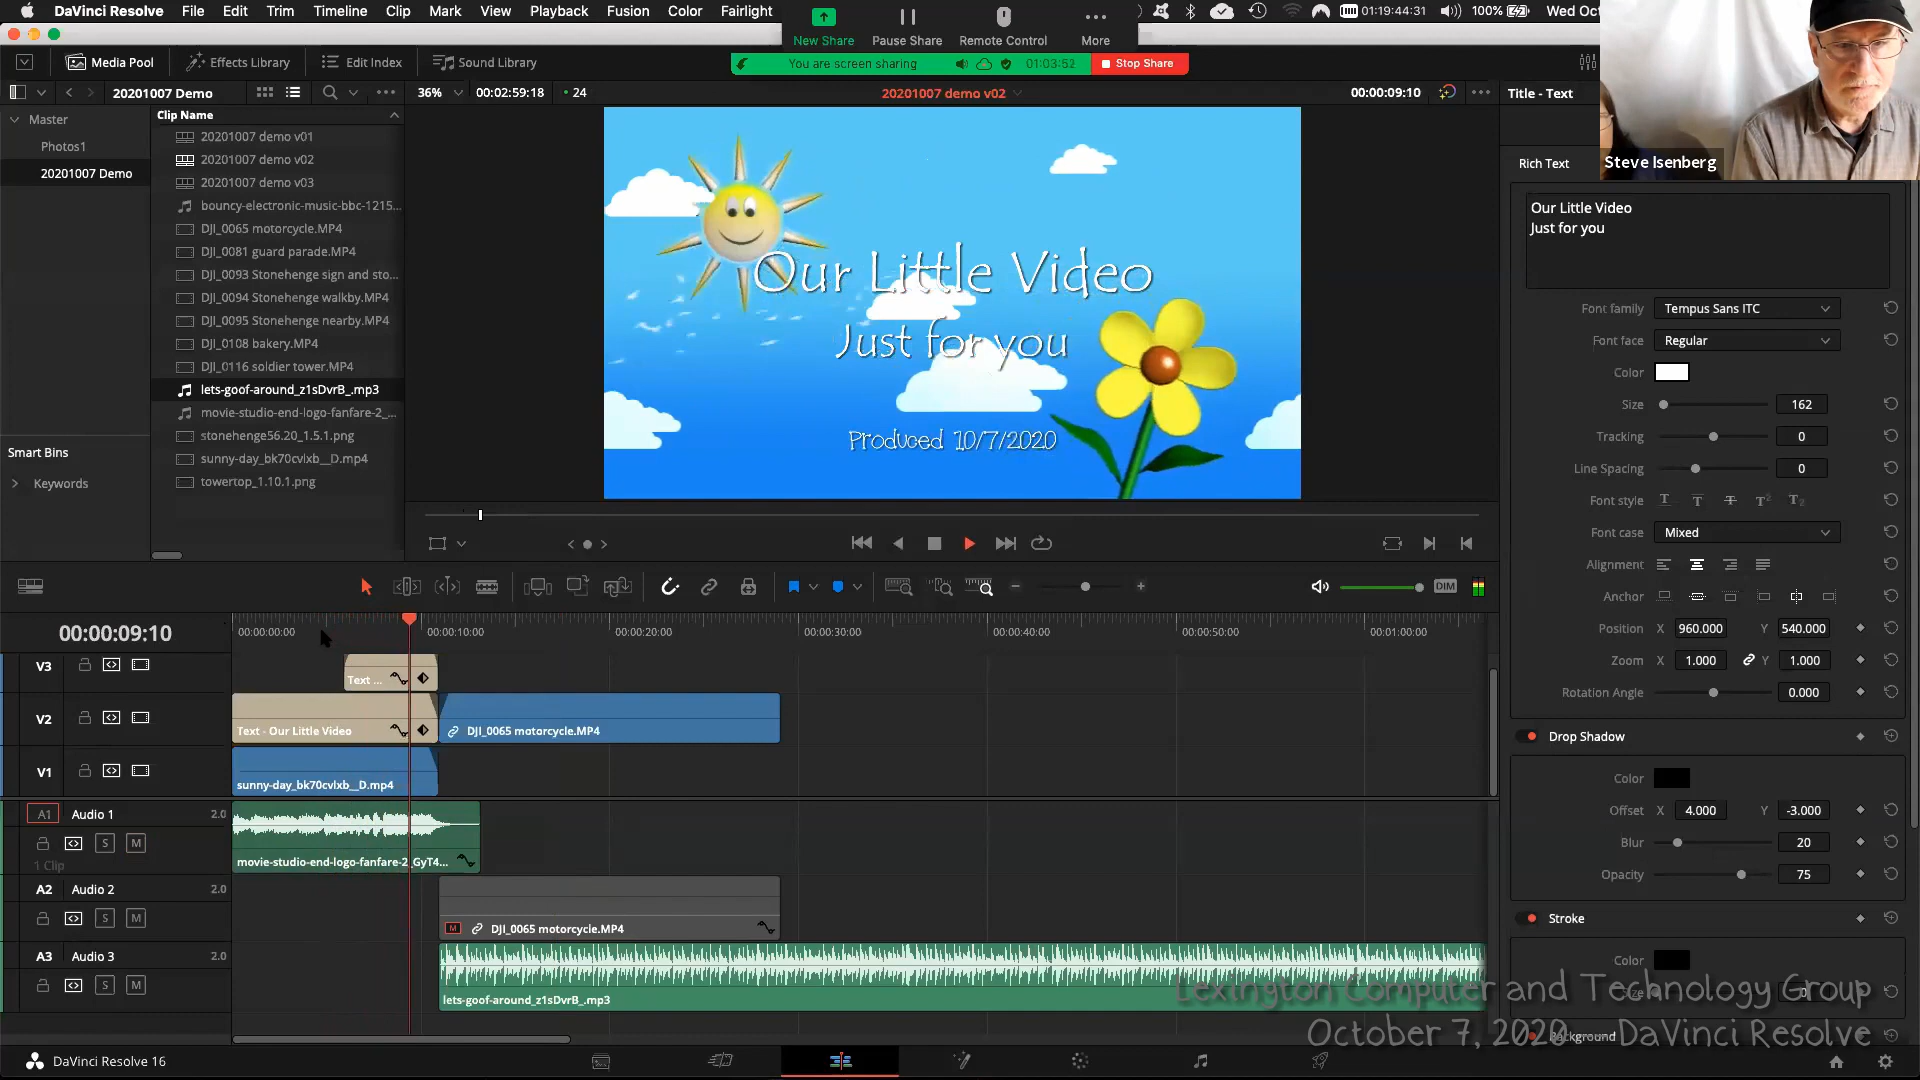 DaVinci Resolve File Edit Trim Timeline Clip Mark View Playback Fusion Color Fairlight
01:19:44:31 100% Wed Oct
New Share Pause Share Remote Control More
You are screen sharing 01:03:52 Stop Share
Media Pool Effects Library Edit Index Sound Library
20201007 Demo 36% 00:02:59:18 24 20201007 demo v02 00:00:09:10 Title - Text
Master
Photos1
20201007 Demo
Smart Bins
Keywords
Clip Name
20201007 demo v01
20201007 demo v02
20201007 demo v03
bouncy-electronic-music-bbc-1215...
DJI_0065 motorcycle.MP4
DJI_0081 guard parade.MP4
DJI_0093 Stonehenge sign and sto...
DJI_0094 Stonehenge walkby.MP4
DJI_0095 Stonehenge nearby.MP4
DJI_0108 bakery.MP4
DJI_0116 soldier tower.MP4
lets-goof-around_z1sDvrB_.mp3
movie-studio-end-logo-fanfare-2_...
stonehenge56.20_1.5.1.png
sunny-day_bk70cvlxb__D.mp4
towertop_1.10.1.png
Our Little Video
Just for you
Produced 10/7/2020
Steve Isenberg
Rich Text
Our Little Video
Just for you
Font family Tempus Sans ITC
Font face Regular
Color
Size 162
Tracking 0
Line Spacing 0
Font style T T T T2 T2
Font case Mixed
Alignment
Anchor
Position X 960.000 Y 540.000
Zoom X 1.000 Y 1.000
Rotation Angle 0.000
Drop Shadow
Color
Offset X 4.000 Y -3.000
Blur 20
Opacity 75
Stroke
Color
Size 0
Background
DIM
00:00:09:10 00:00:00:00 00:00:10:00 00:00:20:00 00:00:30:00 00:00:40:00 00:00:50:00 00:01:00:00
V3 Text ...
V2 Text - Our Little Video DJI_0065 motorcycle.MP4
V1 sunny-day_bk70cvlxb__D.mp4
A1 Audio 1 2.0
S M
1 Clip movie-studio-end-logo-fanfare-2_GyT4...
A2 Audio 2 2.0
S M M DJI_0065 motorcycle.MP4
A3 Audio 3 2.0
S M
lets-goof-around_z1sDvrB_.mp3
Lexington Computer and Technology Group
October 7, 2020 - DaVinci Resolve
DaVinci Resolve 16